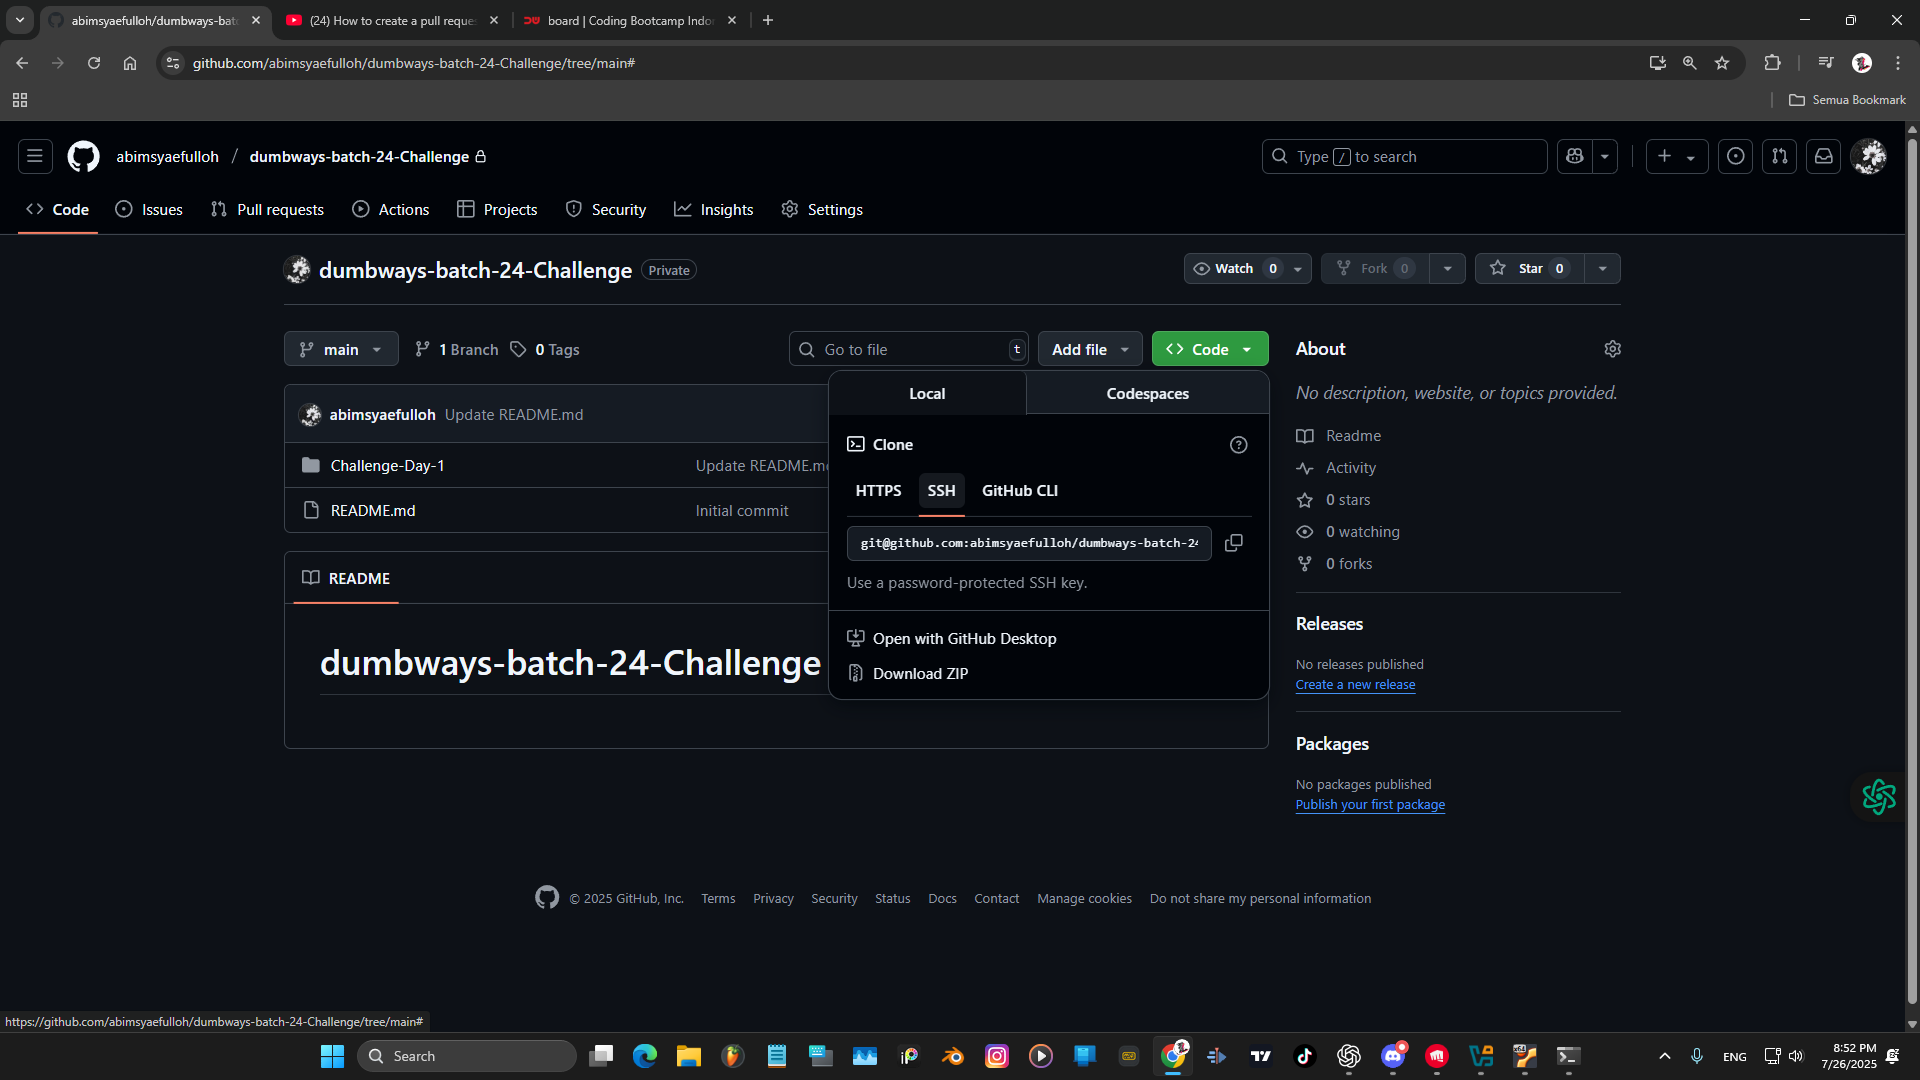 abimsyaefulloh/dumbways-bat
(24) How to create a pull reques
board | Coding Bootcamp Indo
github.com/abimsyaefulloh/dumbways-batch-24-Challenge/tree/main#
Semua Bookmark
abimsyaefulloh / dumbways-batch-24-Challenge
Type / to search
Code
Issues
Pull requests
Actions
Projects
Security
Insights
Settings
dumbways-batch-24-Challenge
Private
Watch 0
Fork 0
Star 0
main
1 Branch
0 Tags
Go to file
t
Add file
Code
abimsyaefulloh Update README.md
Challenge-Day-1
Update README.m
README.md
Initial commit
README
dumbways-batch-24-Challenge
Local
Codespaces
Clone
HTTPS
SSH
GitHub CLI
git@github.com:abimsyaefulloh/dumbways-batch-24
Use a password-protected SSH key.
Open with GitHub Desktop
Download ZIP
About
No description, website, or topics provided.
Readme
Activity
0 stars
0 watching
0 forks
Releases
No releases published
Create a new release
Packages
No packages published
Publish your first package
© 2025 GitHub, Inc.
Terms
Privacy
Security
Status
Docs
Contact
Manage cookies
Do not share my personal information
https://github.com/abimsyaefulloh/dumbways-batch-24-Challenge/tree/main#
Search
ENG
8:52 PM
7/26/2025